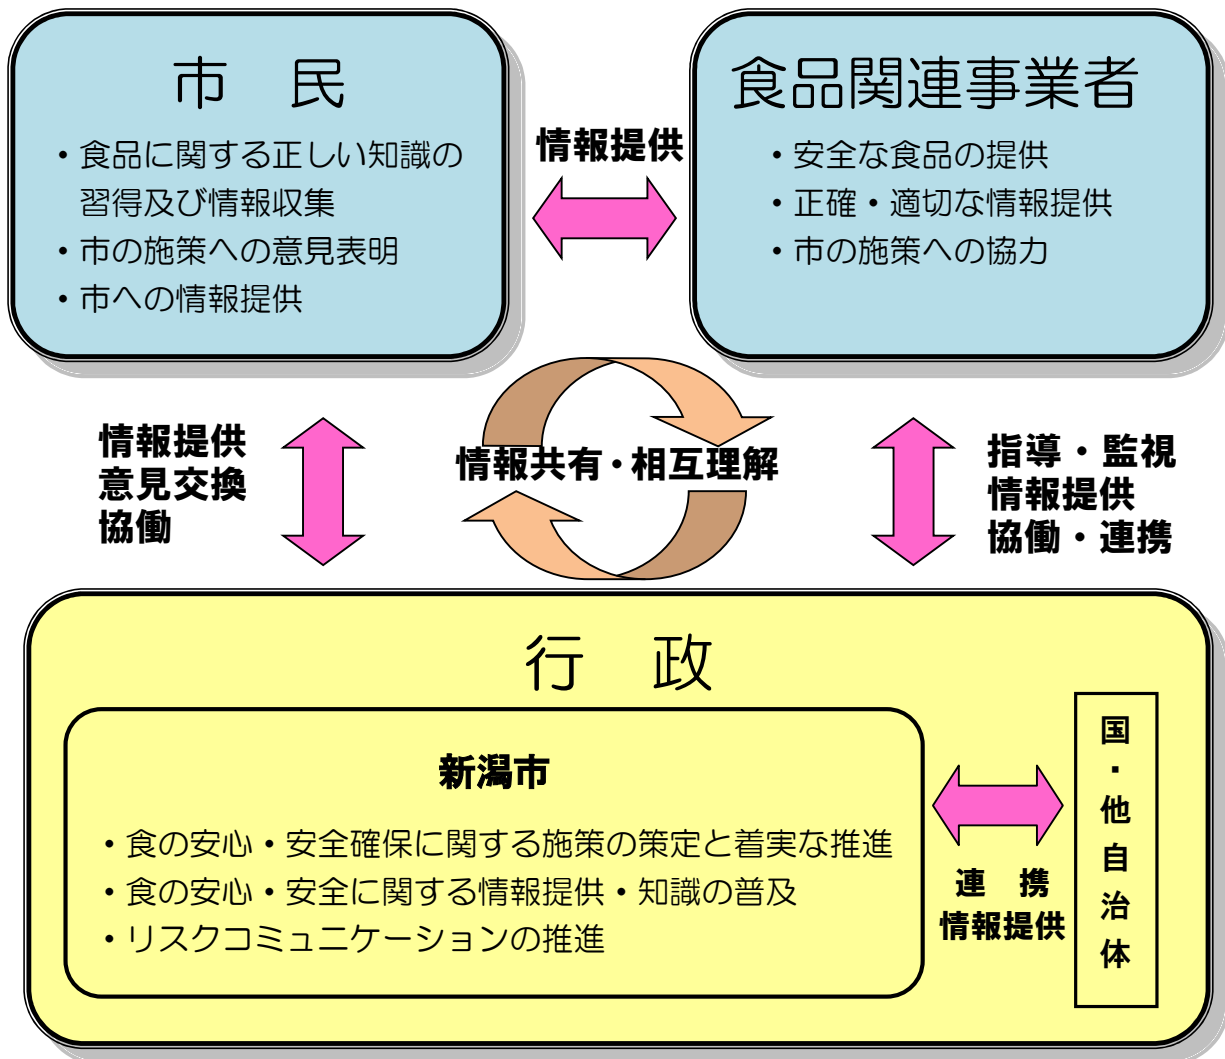 市　民
・食品に関する正しい知識の
習得及び情報収集
・市の施策への意見表明
・市への情報提供
情報提供
食品関連事業者
・安全な食品の提供
・正確・適切な情報提供
・市の施策への協力
情報提供
意見交換
協働
情報共有・相互理解
指導・監視
情報提供
協働・連携
行　政
新潟市
・食の安心・安全確保に関する施策の策定と着実な推進
・食の安心・安全に関する情報提供・知識の普及
・リスクコミュニケーションの推進
連　携
情報提供
国・他自治体